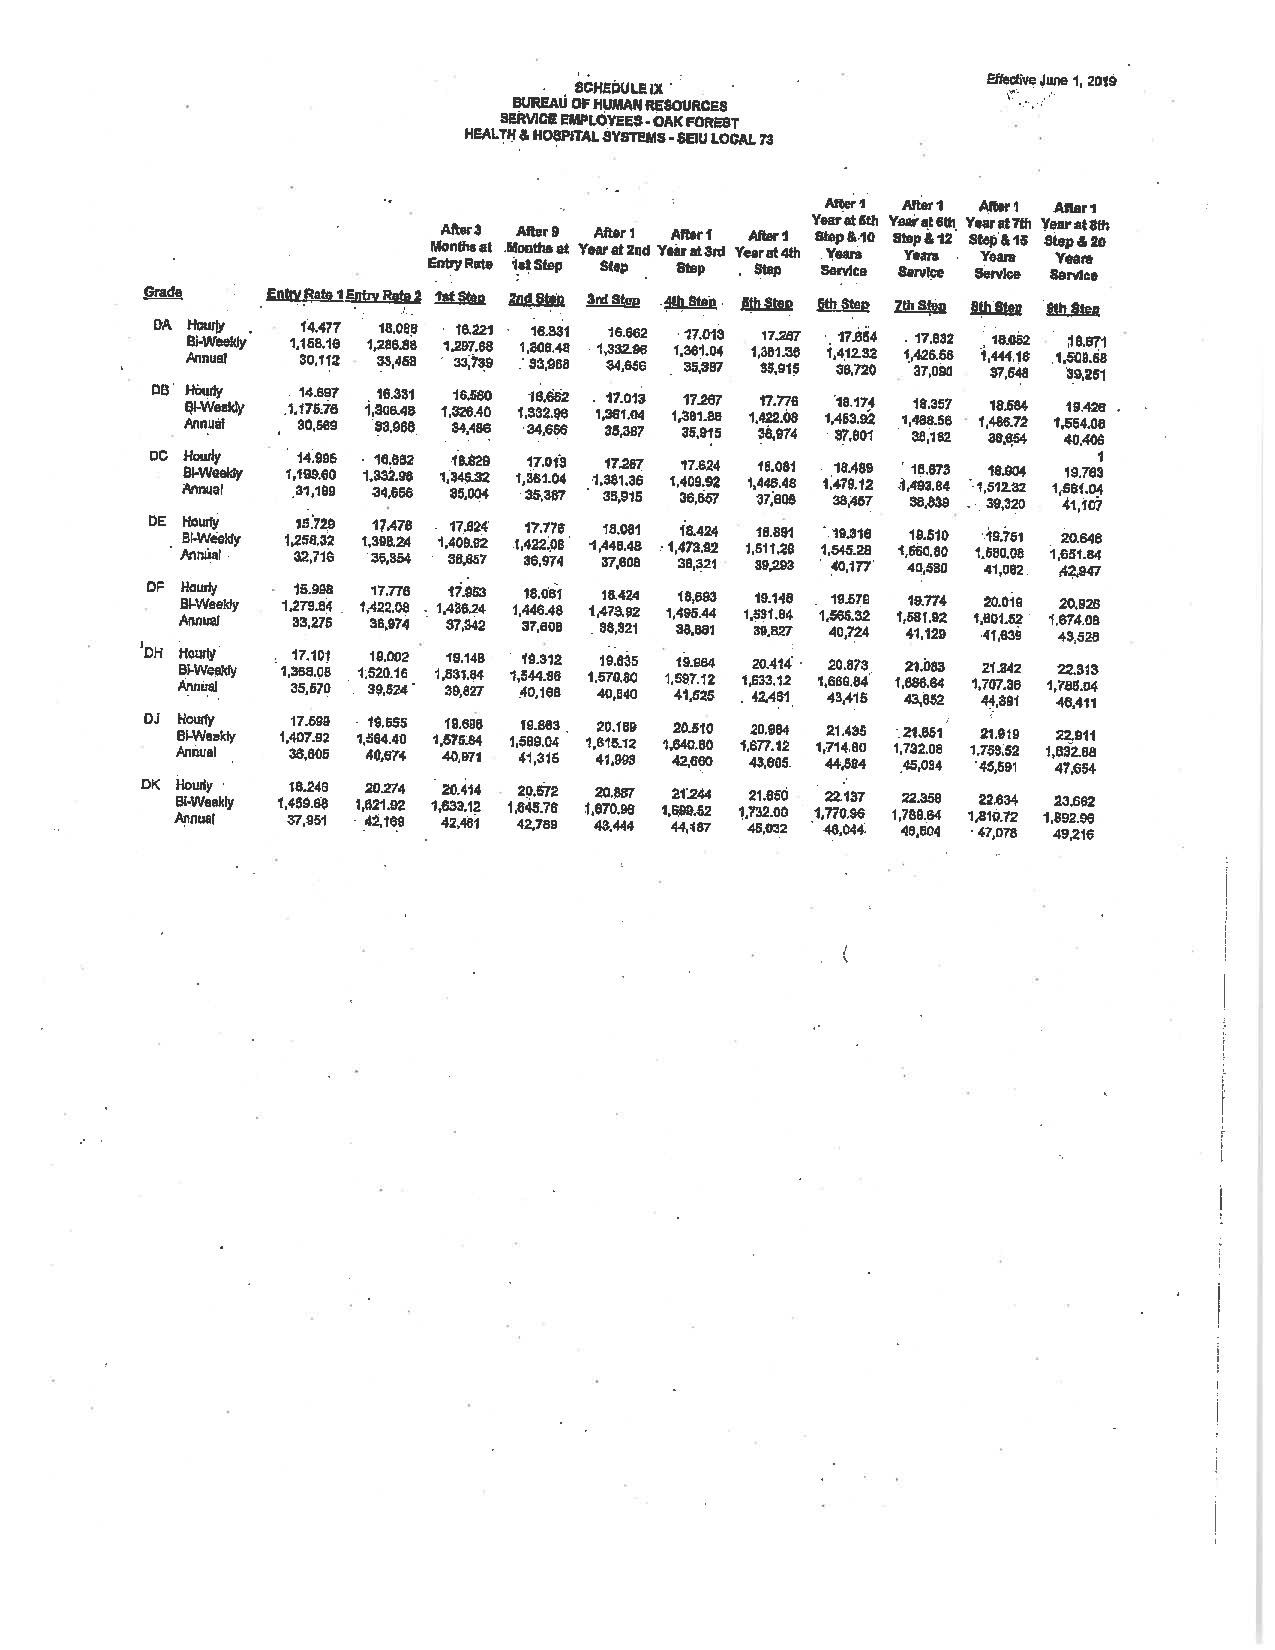 Effective June 1, 2019
SCHEDULE IX
BUREAU OF HUMAN RESOURCES
SERVICE EMPLOYEES - OAK FOREST
HEALTH & HOSPITAL SYSTEMS - SEIU LOCAL 73
After 1 After 1 After 1 After 1
Year at 5th Year at 6th Year at 7th Year at 8th
After 3 After 9 After 1 After 1 After 1 Step & 10 Step & 12 Step & 15 Step & 20
Months at Months at Year at 2nd Year at 3rd Year at 4th Years Years Years Years
Entry Rate 1st Step Step Step Step Service Service Service Service
Grade Entry Rate 1 Entry Rate 2 1st Step 2nd Step 3rd Step 4th Step 5th Step 6th Step 7th Step 8th Step 9th Step
DA Hourly 14.477 16.221 16.331 16.662 17.013 17.267 17.832 18.052
Bi-Weekly 1,158.16 1,297.68 1,306.48 1,332.96 1,361.04 1,381.36 1,412.32 1,426.56 1,444.16 1,509.68
Annual 30,112 33,458 33,739 33,968 34,656 35,387 35,915 36,720 37,090 37,548 39,251
DB Hourly 14.697 16.331 16.580 16.662 17.013 17.267 17.776 18.174 18.357 18.584 19.426
Bi-Weekly 1,175.76 1,306.48 1,326.40 1,332.96 1,361.04 1,381.36 1,422.08 1,453.92 1,468.56 1,486.72 1,554.08
Annual 30,569 33,968 34,486 34,656 35,387 35,915 36,974 37,801 38,182 38,654 40,406
DC Hourly 14.995 16.662 16.829 17.013 17.267 17.624 18.081 18.489 18.673 18.904 19.763
1
Bi-Weekly 1,199.60 1,332.96 1,346.32 1,361.04 1,381.36 1,409.92 1,446.48 1,479.12 1,493.84 1,512.32 1,581.04
Annual 31,189 34,656 35,004 35,387 35,915 36,657 37,608 38,457 38,839 39,320 41,107
DE Hourly 15.729 17.478 17.624 17.776 18.081 18.424 18.891 19.316 19.510 19.751 20.648
Bi-Weekly 1,258.32 1,398.24 1,409.92 1,422.08 1,446.48 1,473.92 1,511.28 1,545.28 1,560.80 1,580.08 1,651.84
Annual 32,716 36,354 36,657 36,974 37,608 38,321 39,293 40,177 40,580 41,082 42,947
DF Hourly 15.998 17.776 17.953 18.081 18.424 18.693 19.148 19.579 19.774 20.019 20.926
Bi-Weekly 1,279.84 1,422.08 1,436.24 1,446.48 1,473.92 1,495.44 1,531.84 1,566.32 1,581.92 1,601.52 1,674.08
Annual 33,275 36,974 37,342 37,608 38,321 38,881 39,827 40,724 41,129 41,639 43,526
DH Hourly 17.101 19.002 19.148 19.312 19.635 19.964 20.414 20.873 21.083 21.342 22.313
Bi-Weekly 1,368.08 1,520.16 1,531.84 1,544.96 1,570.80 1,597.12 1,633.12 1,669.84 1,686.64 1,707.36 1,785.04
Annual 35,570 39,524 39,827 40,168 40,840 41,525 42,461 43,415 43,852 44,391 46,411
DJ Hourly 17.599 19.555 19.698 19.863 20.189 20.510 20.964 21.435 21.651 21.919 22.911
Bi-Weekly 1,407.92 1,564.40 1,575.84 1,589.04 1,615.12 1,640.80 1,677.12 1,714.80 1,732.08 1,753.52 1,832.88
Annual 36,605 40,674 40,971 41,315 41,993 42,660 43,605 44,584 45,034 45,591 47,654
DK Hourly 18.246 20.274 20.414 20.572 20.887 21.244 21.650 22.137 22.358 22.634 23.662
Bi-Weekly 1,459.68 1,621.92 1,633.12 1,645.76 1,670.96 1,699.52 1,732.00 1,770.96 1,788.64 1,810.72 1,892.96
Annual 37,951 42,169 42,461 42,789 43,444 44,187 45,032 46,044 46,504 47,078 49,216